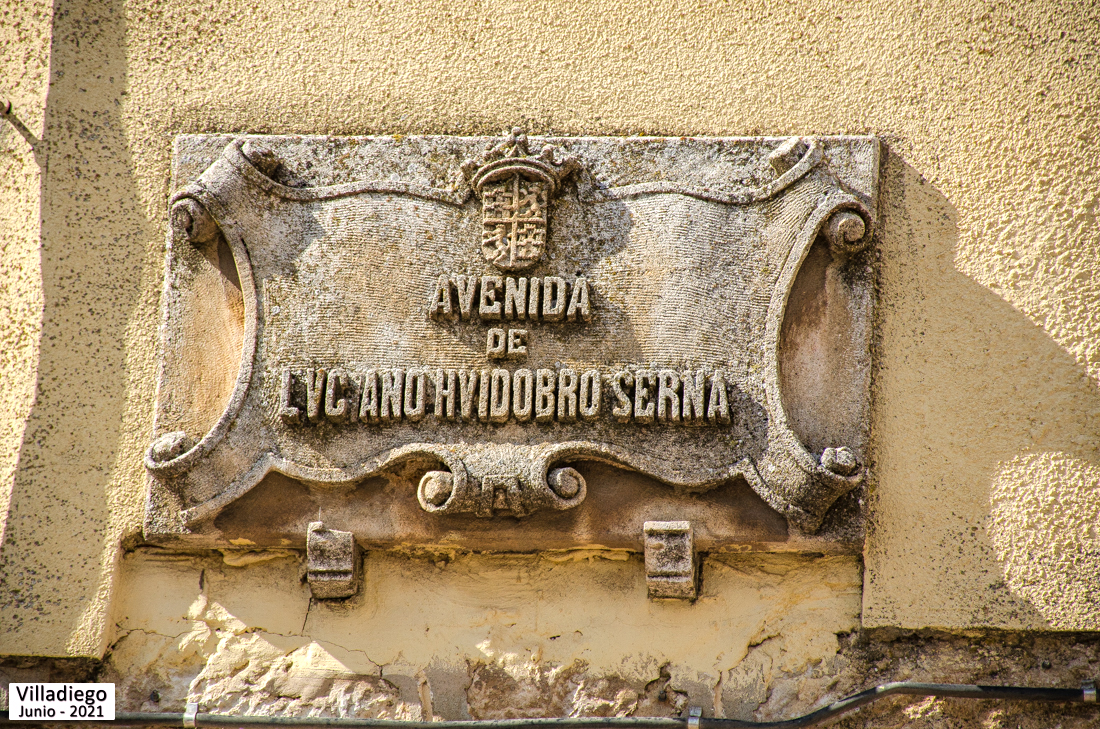 AVENIDA
DE
LVCIANO HVIDOBRO SERNA
Villadiego
Junio - 2021